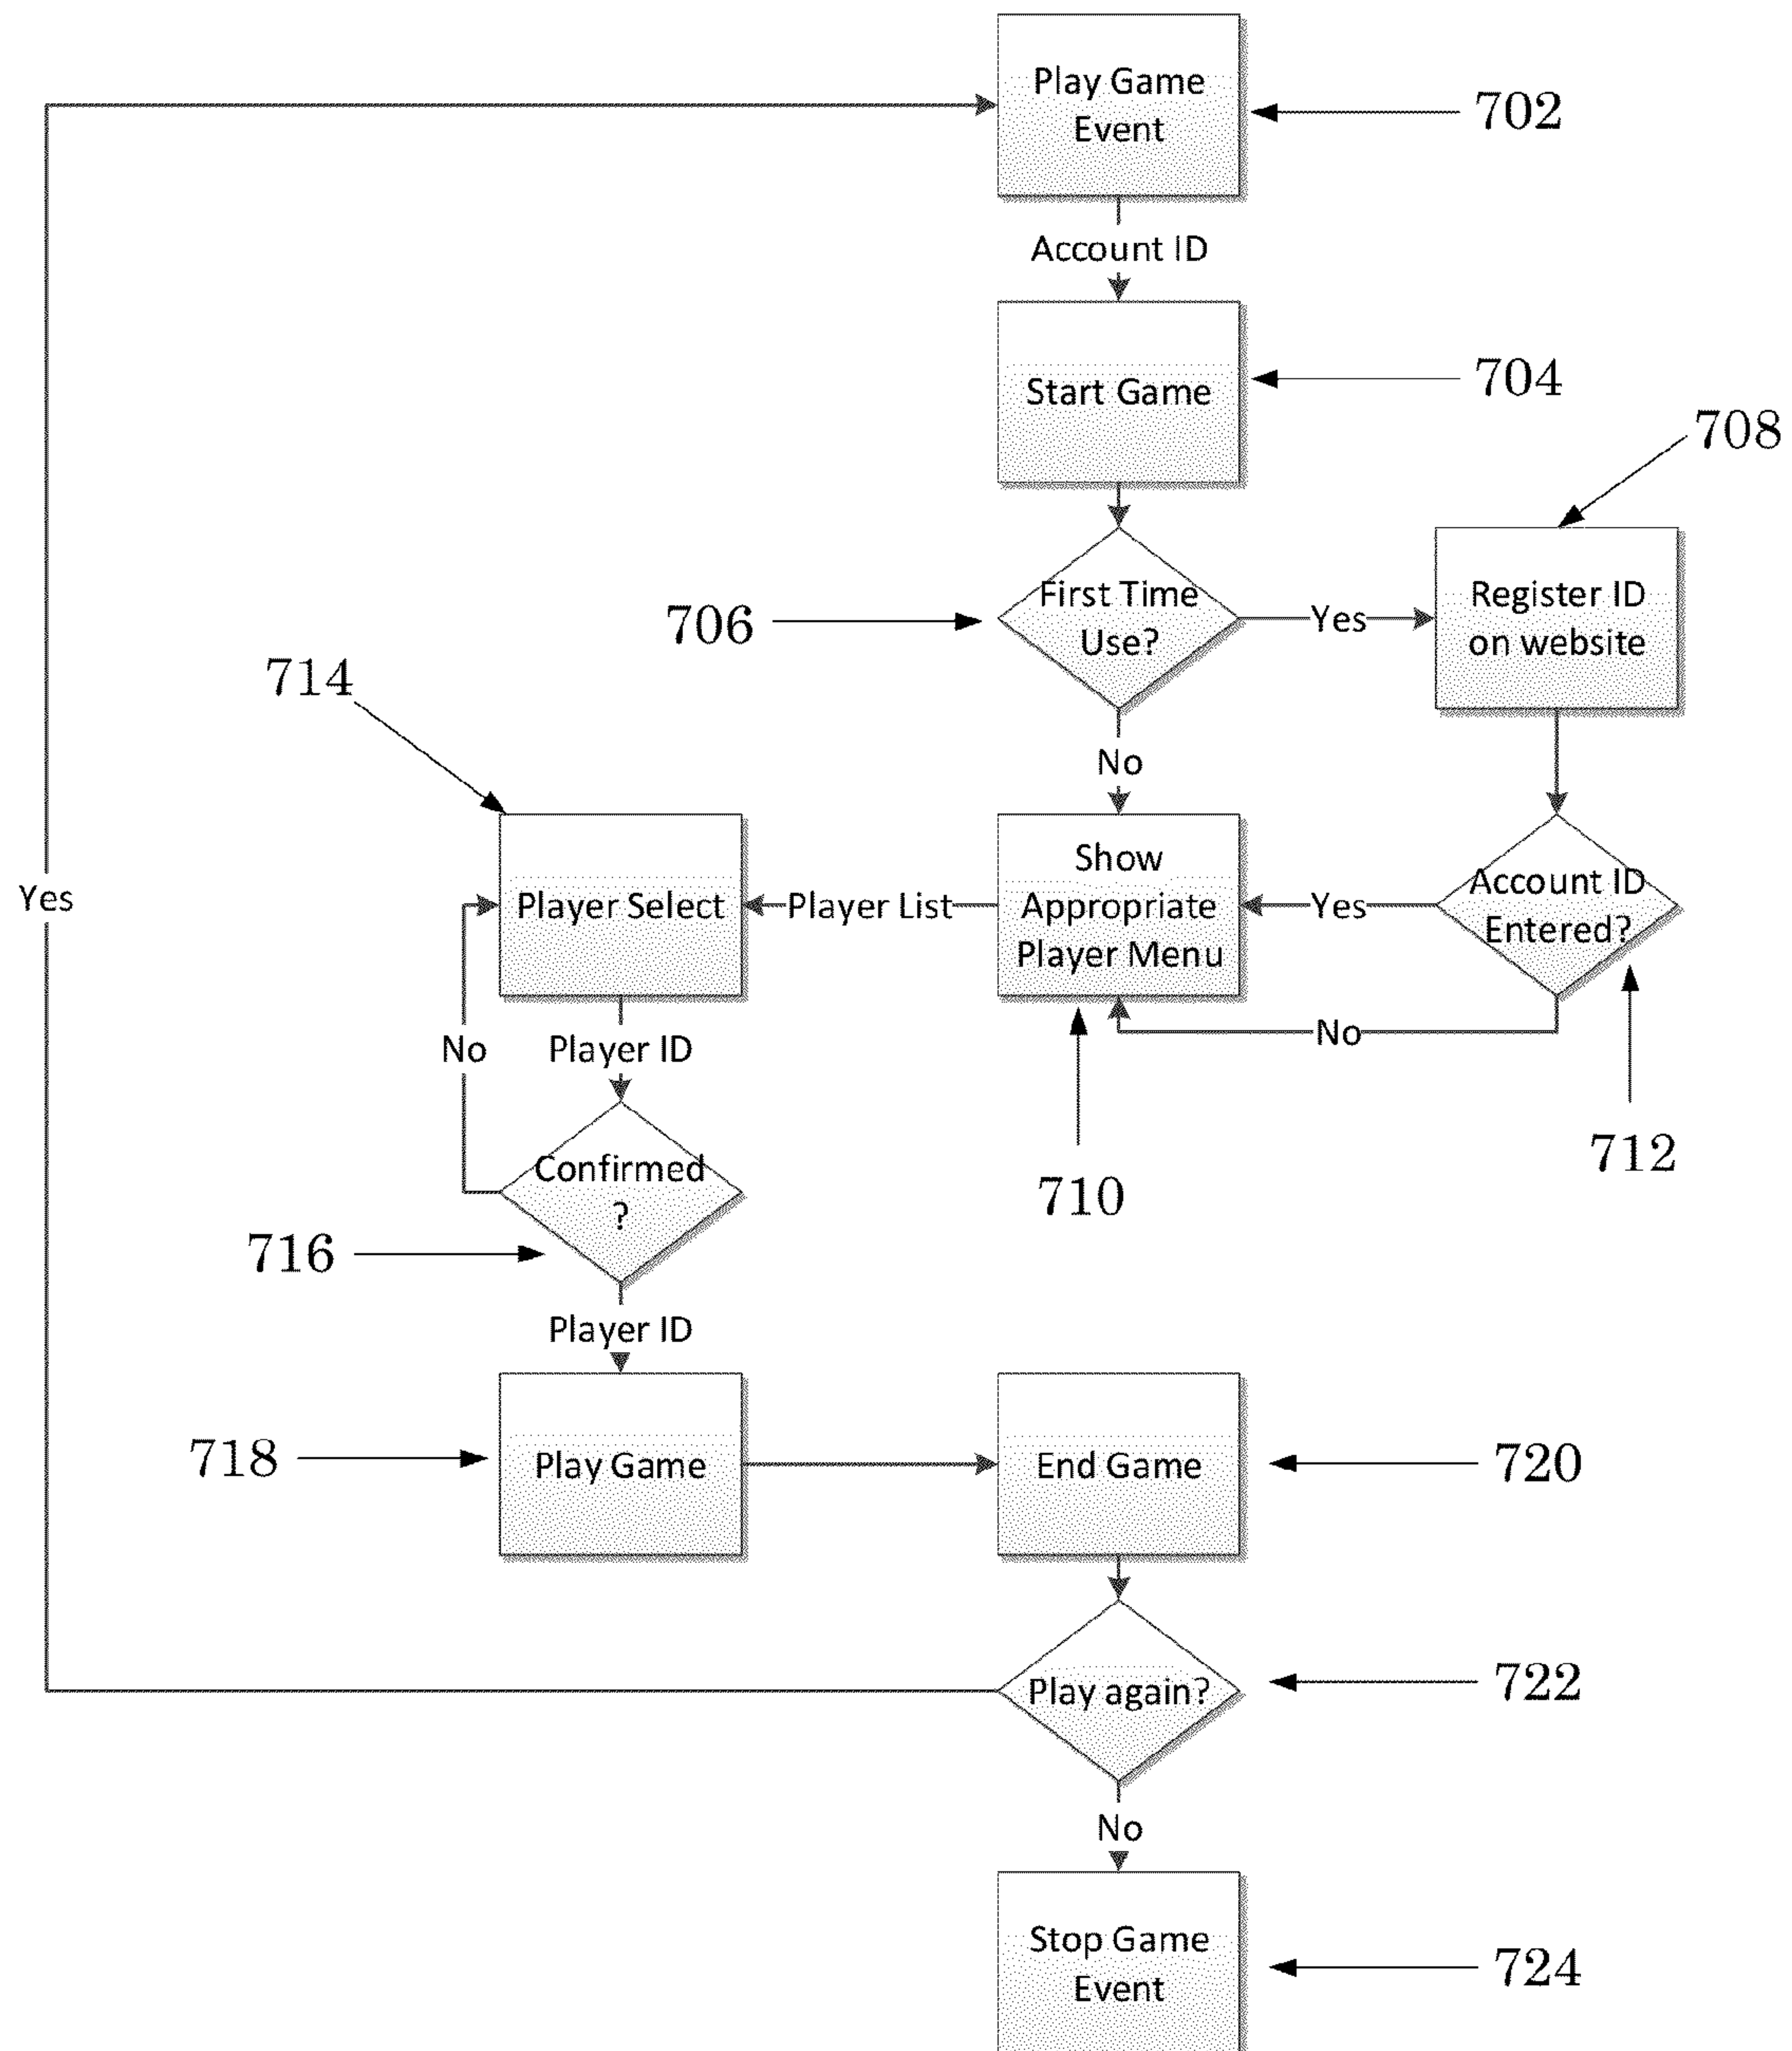 Play Game
Event
702
Account ID
Start Game
704
708
First Time
Use?
706
Yes
Register ID
on website
714
No
Show
Appropriate
Player Menu
Player List
Player Select
Yes
Account ID
Entered?
Yes
No
No
Player ID
712
710
Confirmed
?
716
Player ID
718
Play Game
End Game
720
Play again?
722
No
Stop Game
Event
724